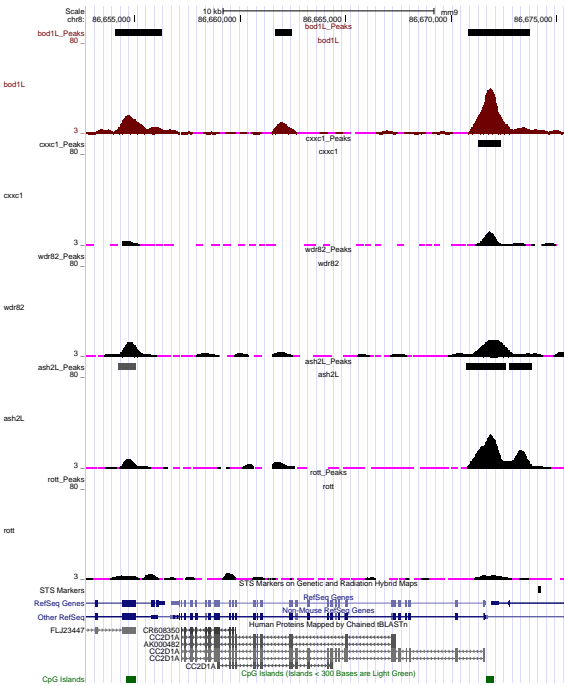 Scale 10 kb mm9
chr8: 86,655,000 86,660,000 86,665,000 86,670,000 86,675,000
bod1L_Peaks
bod1L_Peaks
80 _
bod1L
bod1L
3 _
cxxc1_Peaks
cxxc1_Peaks
80 _
cxxc1
cxxc1
3 _
wdr82_Peaks
wdr82_Peaks
80 _
wdr82
wdr82
3 _
ash2L_Peaks
ash2L_Peaks
80 _
ash2L
ash2L
3 _
rott_Peaks
rott_Peaks
80 _
rott
rott
3 _
STS Markers on Genetic and Radiation Hybrid Maps
STS Markers
RefSeq Genes
RefSeq Genes
Non-Mouse RefSeq Genes
Other RefSeq
Human Proteins Mapped by Chained tBLASTn
FLJ23447 CR608350
CC2D1A
AK000482
CC2D1A
CC2D1A
CC2D1A
CpG Islands (Islands < 300 Bases are Light Green)
CpG Islands